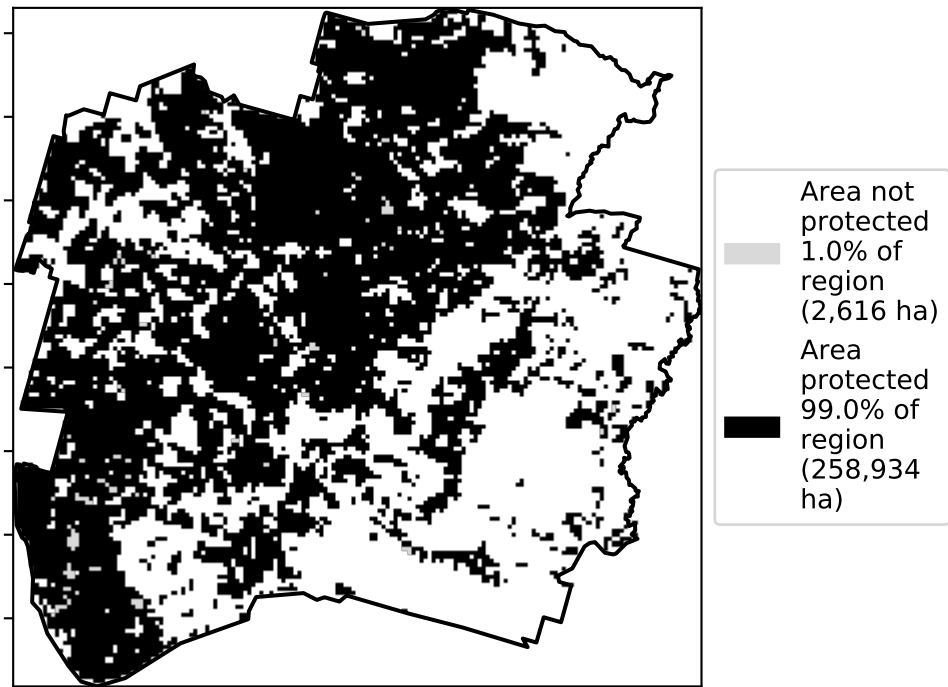 Area not
protected
1.0% of
region
(2,616 ha)
Area
protected
99.0% of
region
(258,934
ha)